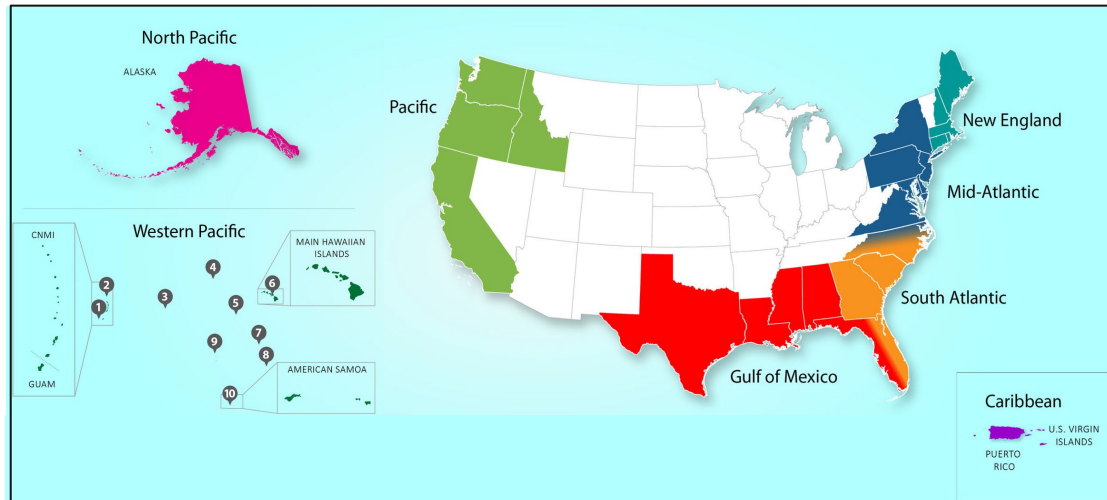 North Pacific
ALASKA
Pacific
New England
Mid-Atlantic
South Atlantic
Gulf of Mexico
Western Pacific
CNMI
GUAM
MAIN HAWAIIAN
ISLANDS
1
2
3
4
5
6
7
8
9
10
AMERICAN SAMOA
Caribbean
U.S. VIRGIN
ISLANDS
PUERTO
RICO